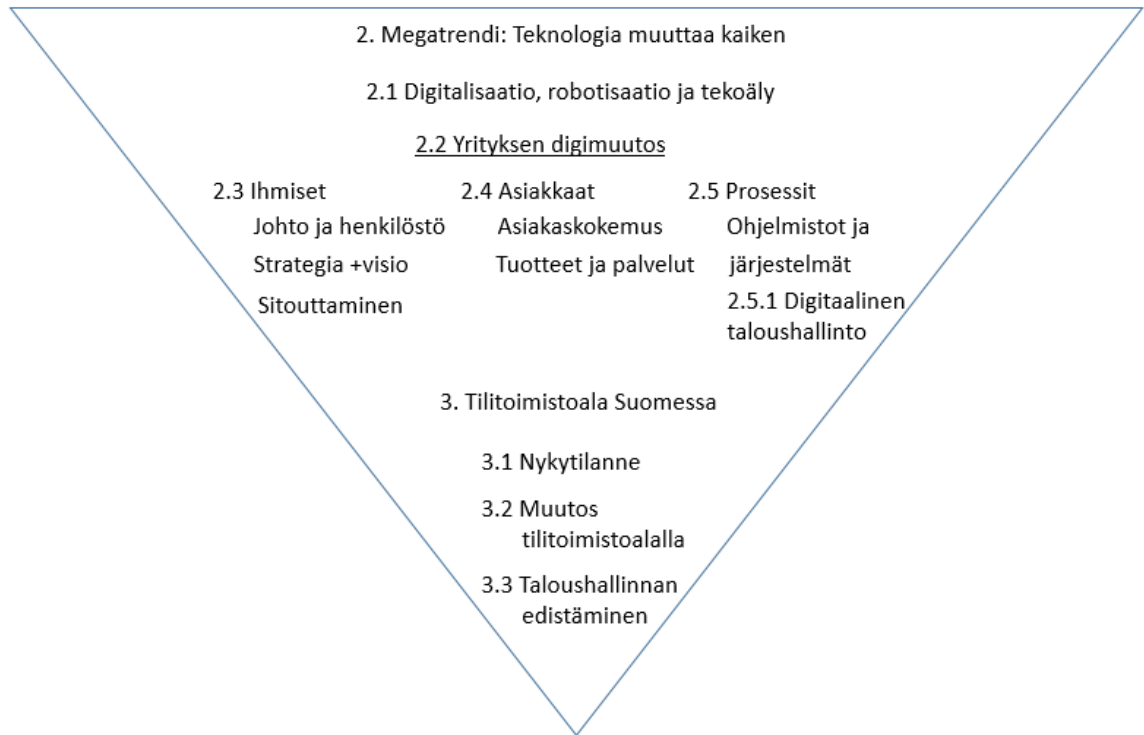 2. Megatrendi: Teknologia muuttaa kaiken
2.1 Digitalisaatio, robotisaatio ja tekoäly
2.2 Yrityksen digimuutos
2.3 Ihmiset
Johto ja henkilöstö
Strategia +visio
Sitouttaminen
2.4 Asiakkaat
Asiakaskokemus
Tuotteet ja palvelut
2.5 Prosessit
Ohjelmistot ja
järjestelmät
2.5.1 Digitaalinen
taloushallinto
3. Tilitoimistoala Suomessa
3.1 Nykytilanne
3.2 Muutos
tilitoimistoalalla
3.3 Taloushallinnan
edistäminen